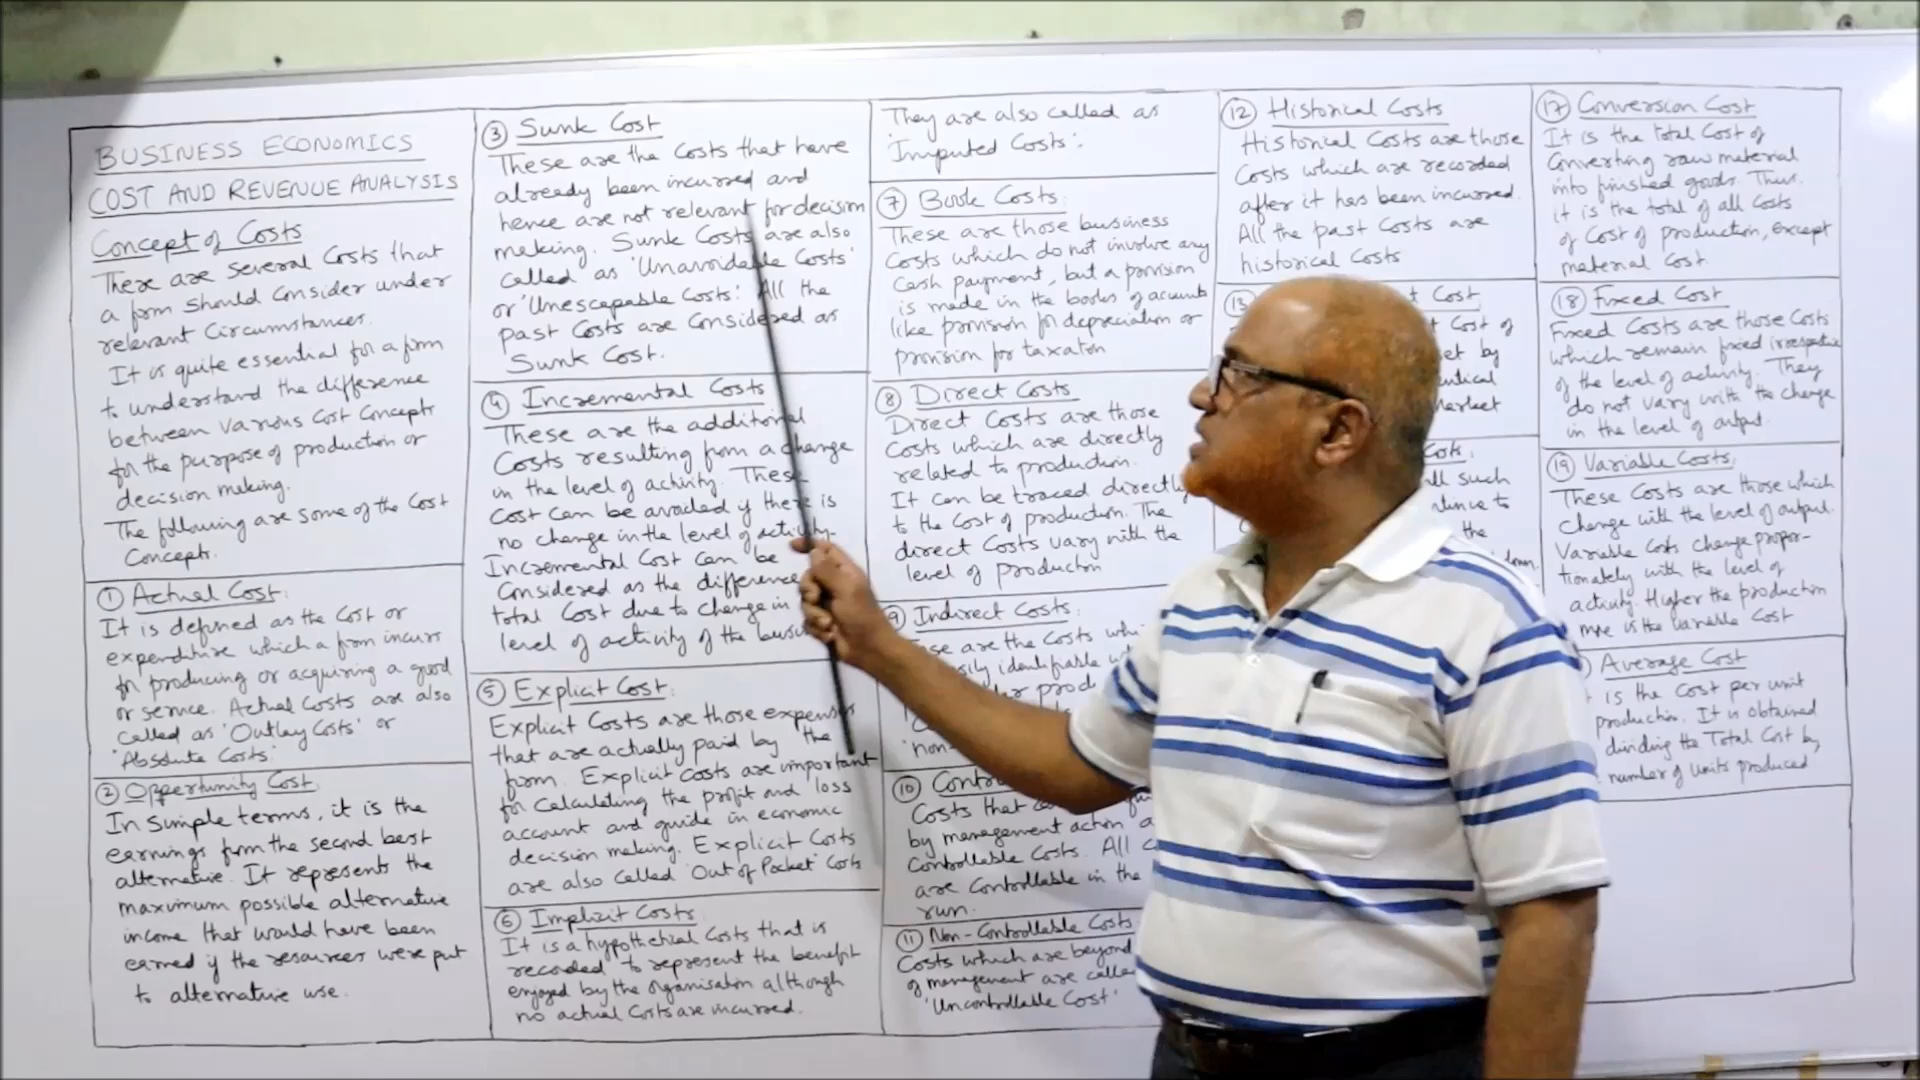 BUSINESS ECONOMICS
COST AND REVENUE ANALYSIS
Concept of Costs
There are several Costs that
a firm should Consider under
relevant Circumstances.
It is quite essential for a firm
to understand the difference
between various Cost Concepts
for the purpose of production or
decision making.
The following are some of the Cost
Concepts.
① Actual Cost:
It is defined as the Cost or
expenditure which a firm incurs
for producing or acquiring a good
or service. Actual Costs are also
called as 'Outlay Costs' or
'Absolute Costs'
② Opportunity Cost:
In Simple terms, it is the
earnings from the second best
alternative. It represents the
maximum possible alternative
income that would have been
earned if the resources were put
to alternative use.
③ Sunk Cost
These are the Costs that have
already been incurred and
hence are not relevant for decision
making. Sunk Costs are also
called as 'Unavoidable Costs'
or 'Unescapable Costs'. All the
past Costs are Considered as
Sunk Cost.
④ Incremental Costs
These are the additional
Costs resulting from a change
in the level of activity. These
Cost can be avoided if there is
no change in the level of activity.
Incremental Cost can be
Considered as the difference
total Cost due to change in
level of activity of the
⑤ Explicit Cost:
Explicit Costs are those expenses
that are actually paid by the
firm. Explicit Costs are important
for Calculating the profit and loss
account and guide in economic
decision making. Explicit Costs
are also Called 'Out of Pocket' Costs
⑥ Implicit Costs
It is a hypothetical Costs that is
recorded to represent the benefit
enjoyed by the organisation although
no actual Costs are incurred.
They are also called as
'Imputed Costs'.
⑦ Book Costs:
These are those business
Costs which do not involve any
Cash payment, but a provision
is made in the books of accounts
like provision for depreciation or
provision for taxation
⑧ Direct Costs
Direct Costs are those
Costs which are directly
related to production.
It can be traced directly
to the Cost of production. The
direct Costs vary with the
level of production
⑨ Indirect Costs:
are the Costs
identifiable

⑩
Costs that
by management action
Controllable Costs. All
are Controllable in the
run.
⑪ Non-Controllable Costs
Costs which are beyond
of management are
'Uncontrollable Cost'
⑫ Historical Costs
Historical Costs are those
Costs which are recorded
after it has been incurred.
All the past Costs are
historical Costs
⑬ Cost
Cost of
by
market
Costs:
such
to
the
⑰ Conversion Cost
It is the total Cost of
Converting raw material
into finished goods. Thus,
it is the total of all Costs
of Cost of production, except
material Cost.
⑱ Fixed Cost
Fixed Costs are those Costs
which remain fixed irrespective
of the level of activity. They
do not vary with the change
in the level of output.
⑲ Variable Costs:
These Costs are those which
change with the level of output.
Variable Costs change propor-
tionately with the level of
activity. Higher the production
more is the variable Cost
Average Cost
is the Cost per unit
production. It is obtained
dividing the Total Cost by
number of units produced